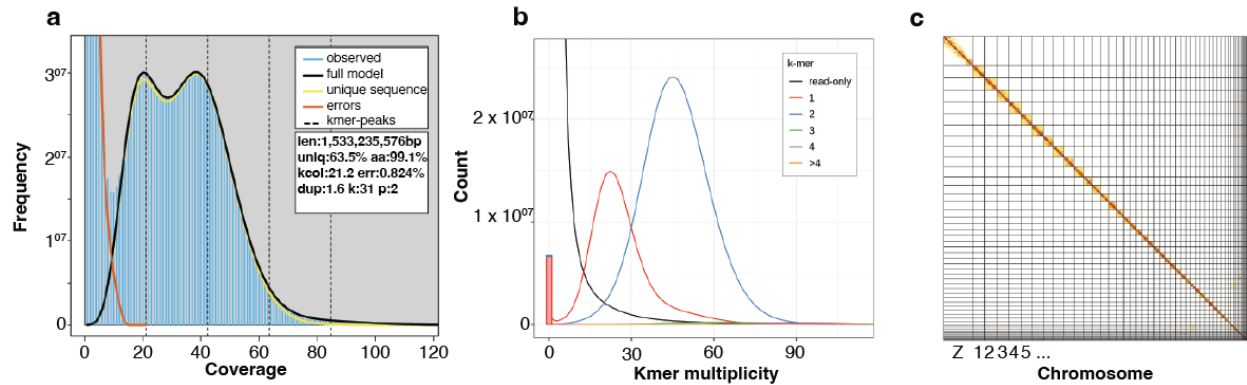 a
Frequency
3⁰⁷
2⁰⁷
1⁰⁷
0
0 20 40 60 80 100 120
Coverage
observed
full model
unique sequence
errors
kmer-peaks
len:1,533,235,576bp
uniq:63.5% aa:99.1%
kcol:21.2 err:0.824%
dup:1.6 k:31 p:2
b
Count
2 x 10⁰⁷
1 x 10⁰⁷
0
0 30 60 90
Kmer multiplicity
k-mer
read-only
1
2
3
4
>4
c
Z 1 2 3 4 5 ...
Chromosome